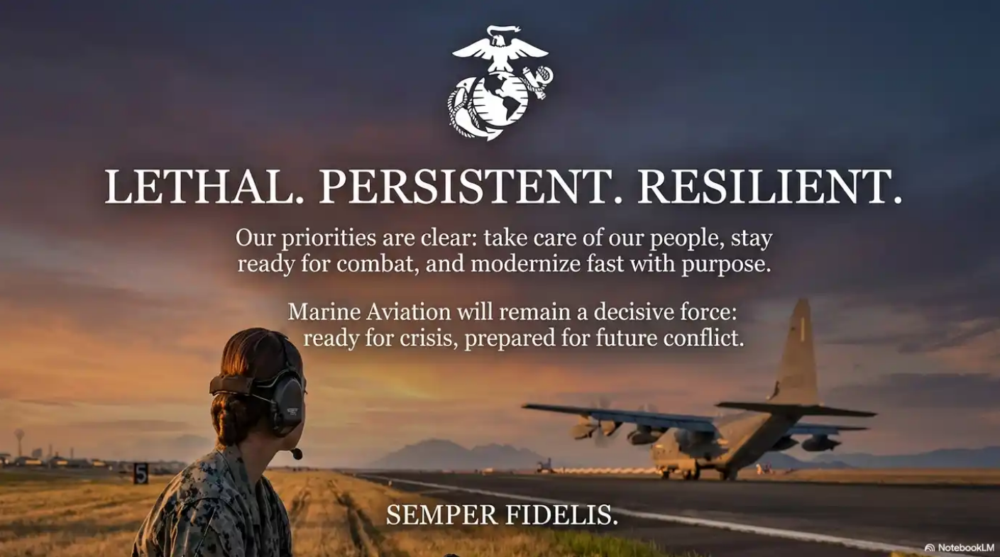 LETHAL. PERSISTENT. RESILIENT.
Our priorities are clear: take care of our people, stay
ready for combat, and modernize fast with purpose.
Marine Aviation will remain a decisive force:
ready for crisis, prepared for future conflict.
5
SEMPER FIDELIS.
NotebookLM